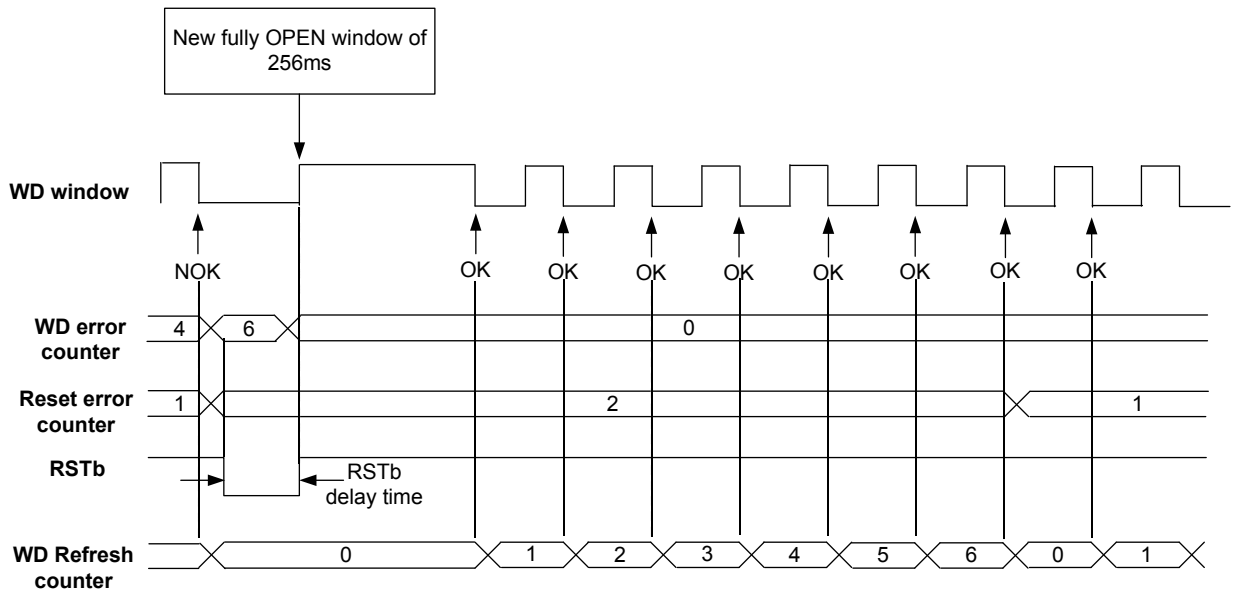 New fully OPEN window of
256ms
WD window
NOK
OK
OK
OK
OK
OK
OK
OK
OK
WD error
counter
4
6
0
Reset error
counter
1
2
1
RSTb
RSTb
delay time
WD Refresh
counter
0
1
2
3
4
5
6
0
1